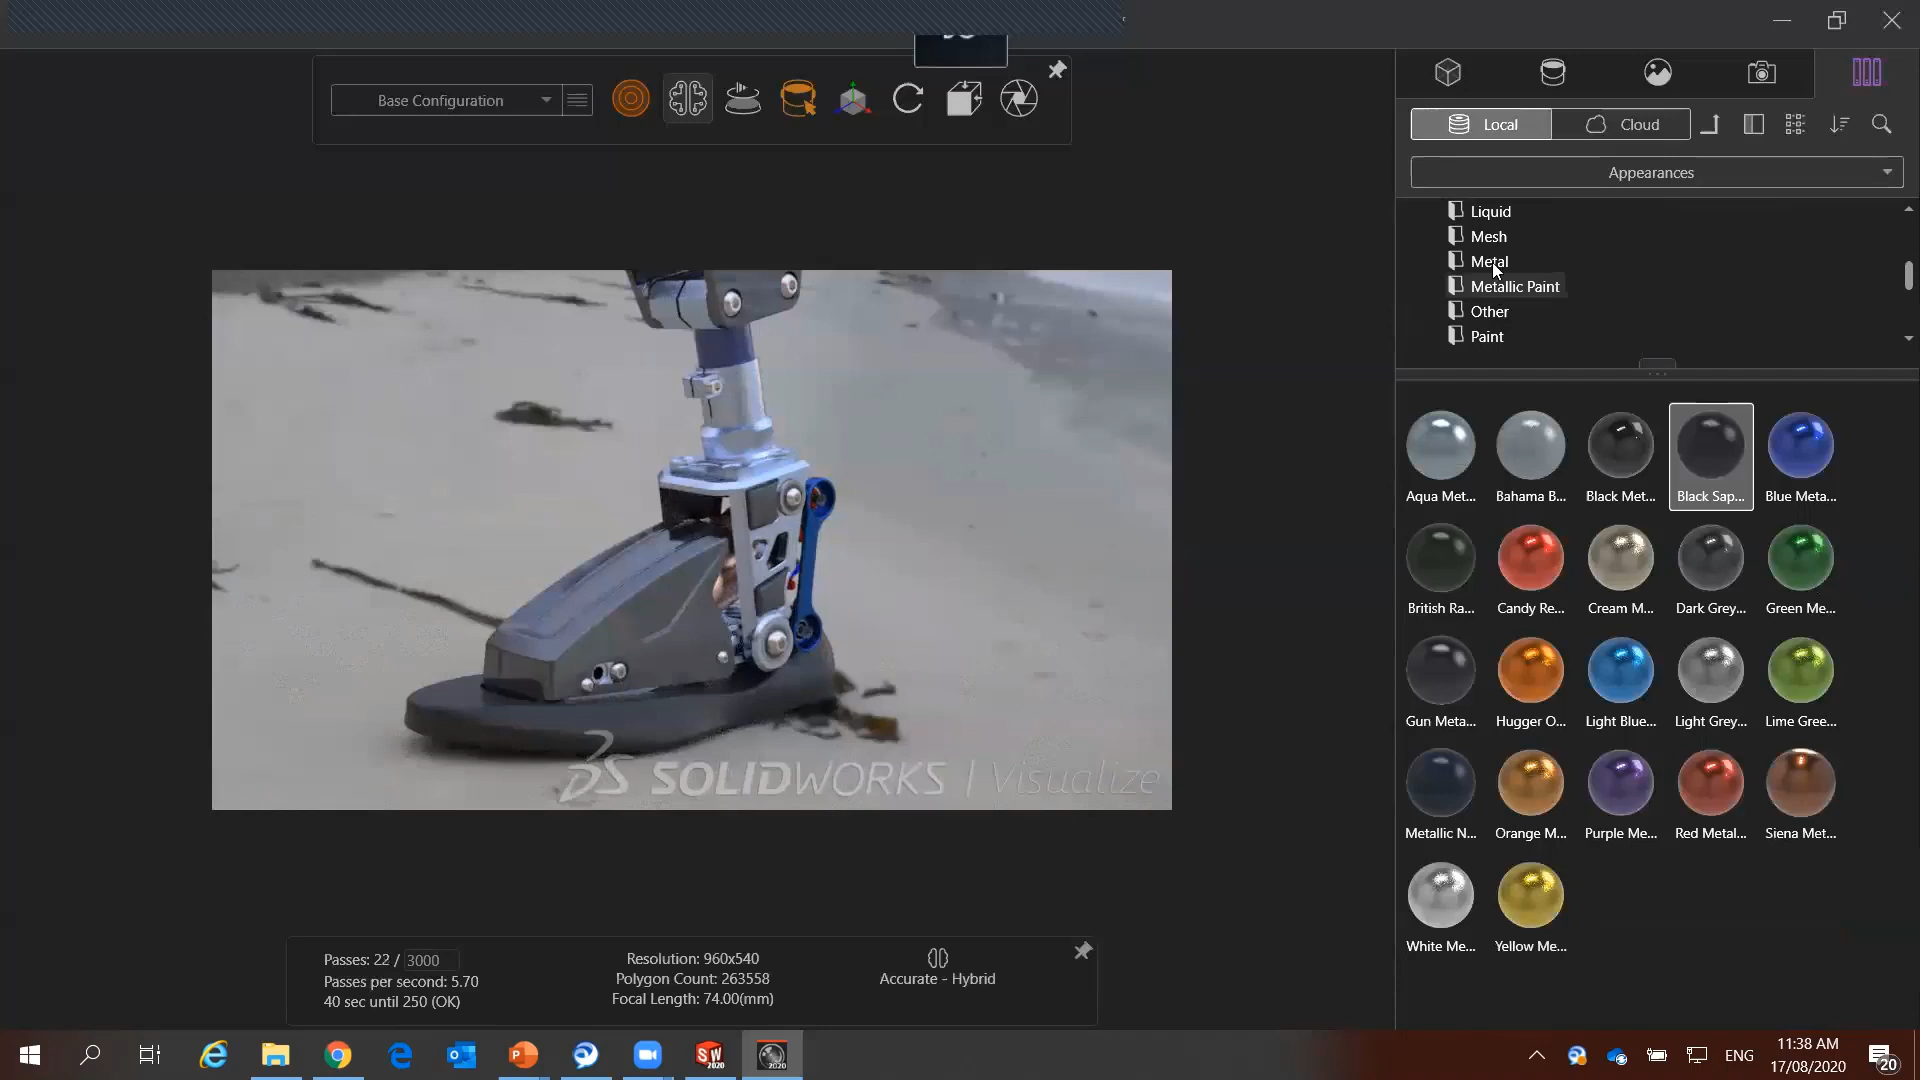 Base Configuration
Local
Cloud
Appearances
Liquid
Mesh
Metal
Metallic Paint
Other
Paint
Aqua Met...
Bahama B...
Black Met...
Black Sap...
Blue Meta...
British Ra...
Candy Re...
Cream M...
Dark Grey...
Green Me...
Gun Meta...
Hugger O...
Light Blue...
Light Grey...
Lime Gree...
Metallic N...
Orange M...
Purple Me...
Red Metal...
Siena Met...
White Me...
Yellow Me...
SOLIDWORKS | Visualize
Passes: 22 / 3000
Passes per second: 5.70
40 sec until 250 (OK)
Resolution: 960x540
Polygon Count: 263558
Focal Length: 74.00(mm)
Accurate - Hybrid
SW
2020
2020
ENG
11:38 AM
17/08/2020
20